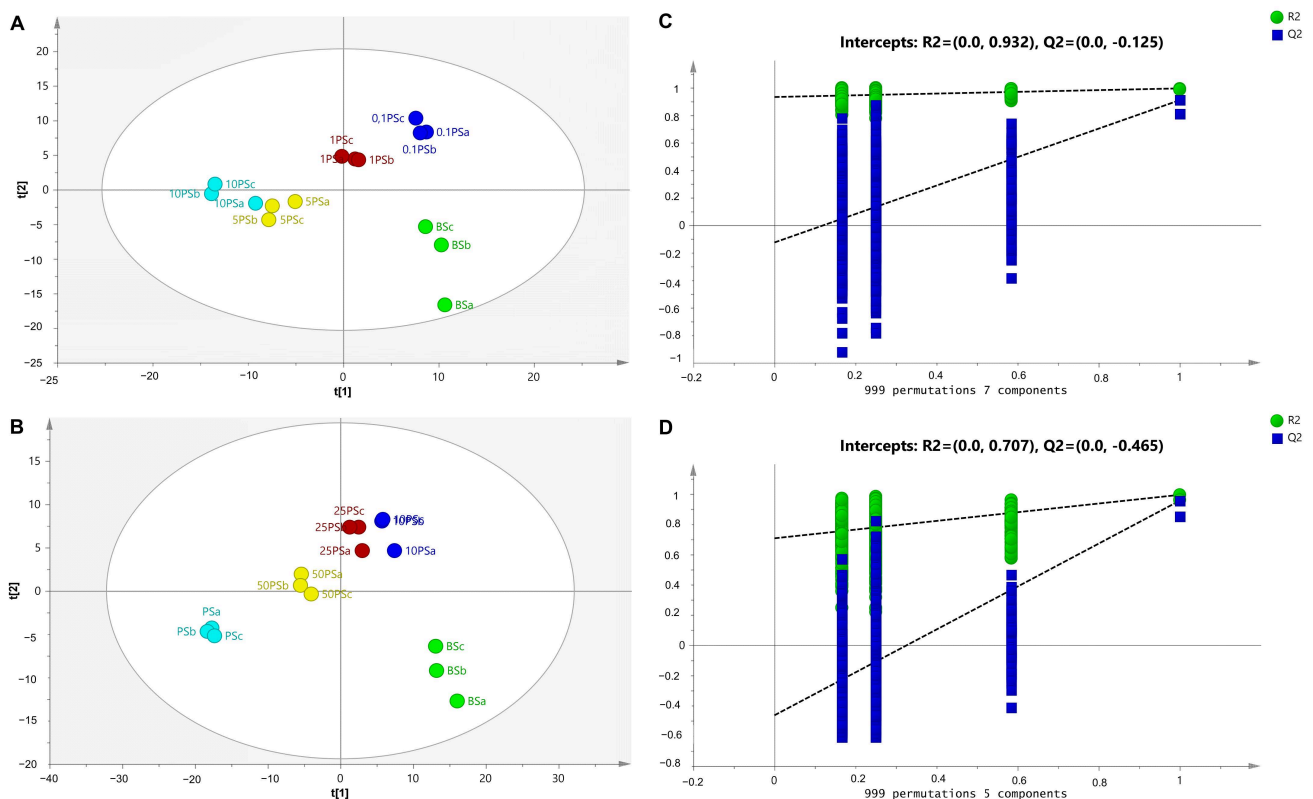 A
t[2]
20
15
10
5
0
−5
−10
−15
−20
−25
0,1PSc
0.1PSa
0.1PSb
1PSc
1PSb
10PSc
10PSb
10PSa
5PSa
5PSb
5PSc
BSc
BSb
BSa
−25
−20
−10
0
10
20
t[1]
C
Intercepts: R2=(0.0, 0.932), Q2=(0.0, -0.125)
R2
Q2
1
0.8
0.6
0.4
0.2
0
−0.2
−0.4
−0.6
−0.8
−1
−0.2
0
0.2
0.4
0.6
0.8
1
999 permutations 7 components
B
t[2]
15
10
5
0
−5
−10
−15
−20
25PSc
25PSa
10PSb
10PSa
50PSa
50PSb
50PSc
PSa
PSb
PSc
BSc
BSb
BSa
−40
−30
−20
−10
0
10
20
30
t[1]
D
Intercepts: R2=(0.0, 0.707), Q2=(0.0, -0.465)
R2
Q2
1
0.8
0.6
0.4
0.2
0
−0.2
−0.4
−0.6
−0.8
−0.2
0
0.2
0.4
0.6
0.8
1
999 permutations 5 components